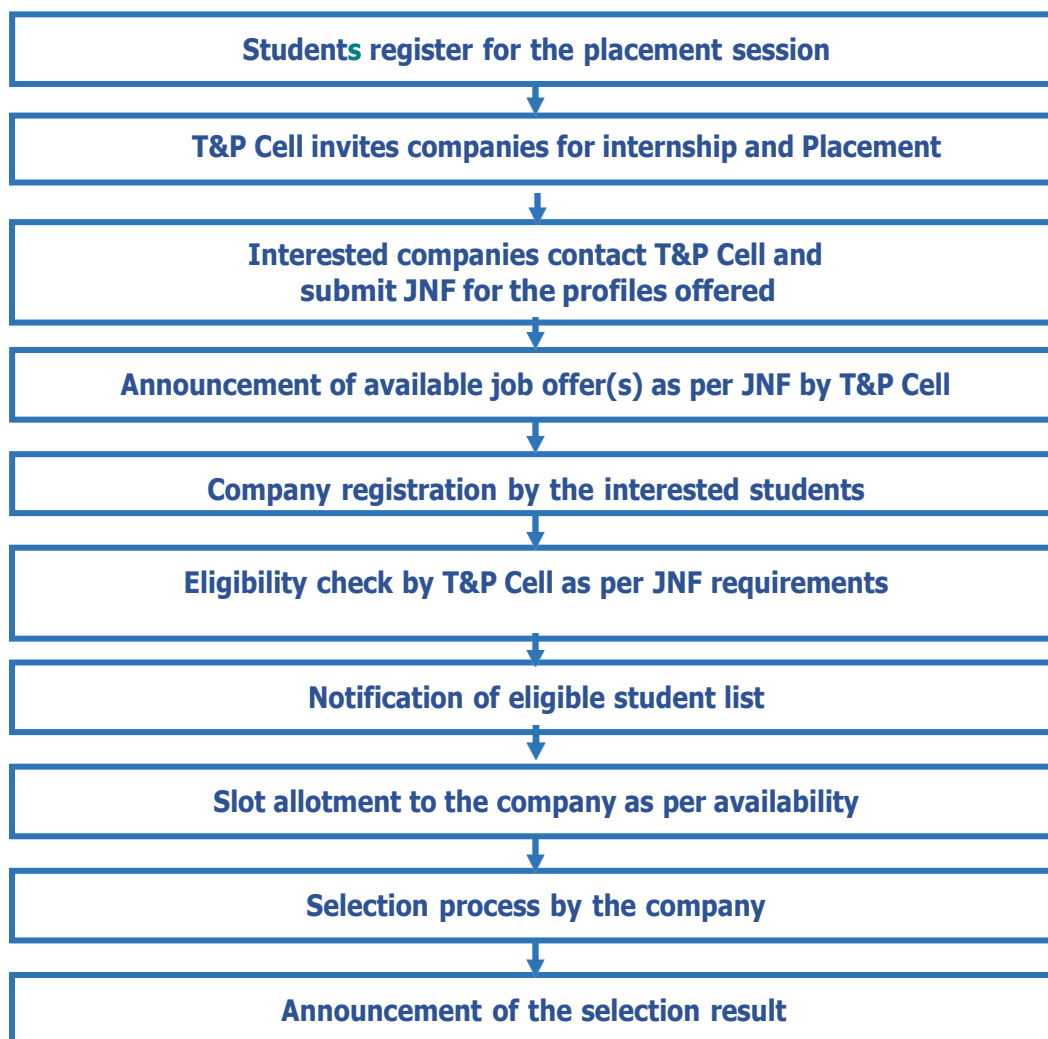 Students register for the placement session
T&P Cell invites companies for internship and Placement
Interested companies contact T&P Cell and
submit JNF for the profiles offered
Announcement of available job offer(s) as per JNF by T&P Cell
Company registration by the interested students
Eligibility check by T&P Cell as per JNF requirements
Notification of eligible student list
Slot allotment to the company as per availability
Selection process by the company
Announcement of the selection result